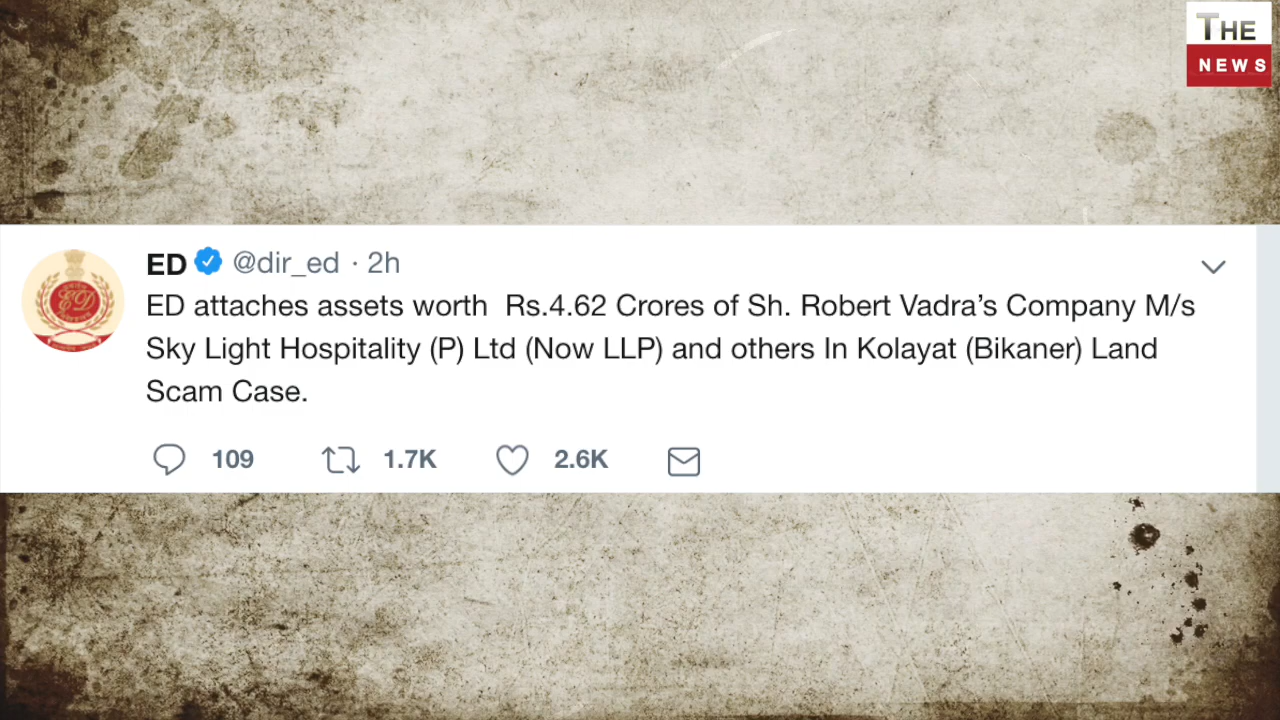 THE
NEWS
ED @dir_ed · 2h
ED attaches assets worth Rs.4.62 Crores of Sh. Robert Vadra’s Company M/s
Sky Light Hospitality (P) Ltd (Now LLP) and others In Kolayat (Bikaner) Land
Scam Case.
109 1.7K 2.6K